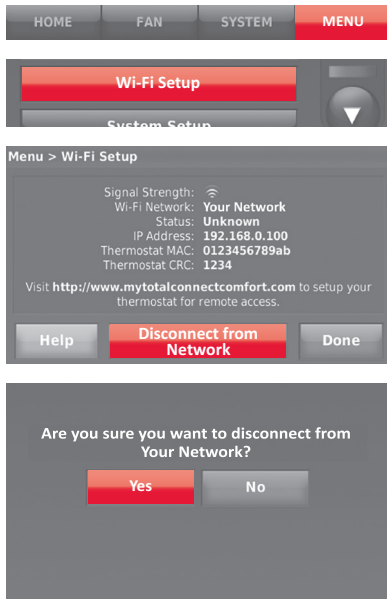 HOME FAN SYSTEM MENU
Wi-Fi Setup
System Setup
Menu > Wi-Fi Setup
Signal Strength:
Wi-Fi Network: Your Network
Status: Unknown
IP Address: 192.168.0.100
Thermostat MAC: 0123456789ab
Thermostat CRC: 1234
Visit http://www.mytotalconnectcomfort.com to setup your
thermostat for remote access.
Help
Disconnect from
Network
Done
Are you sure you want to disconnect from
Your Network?
Yes No